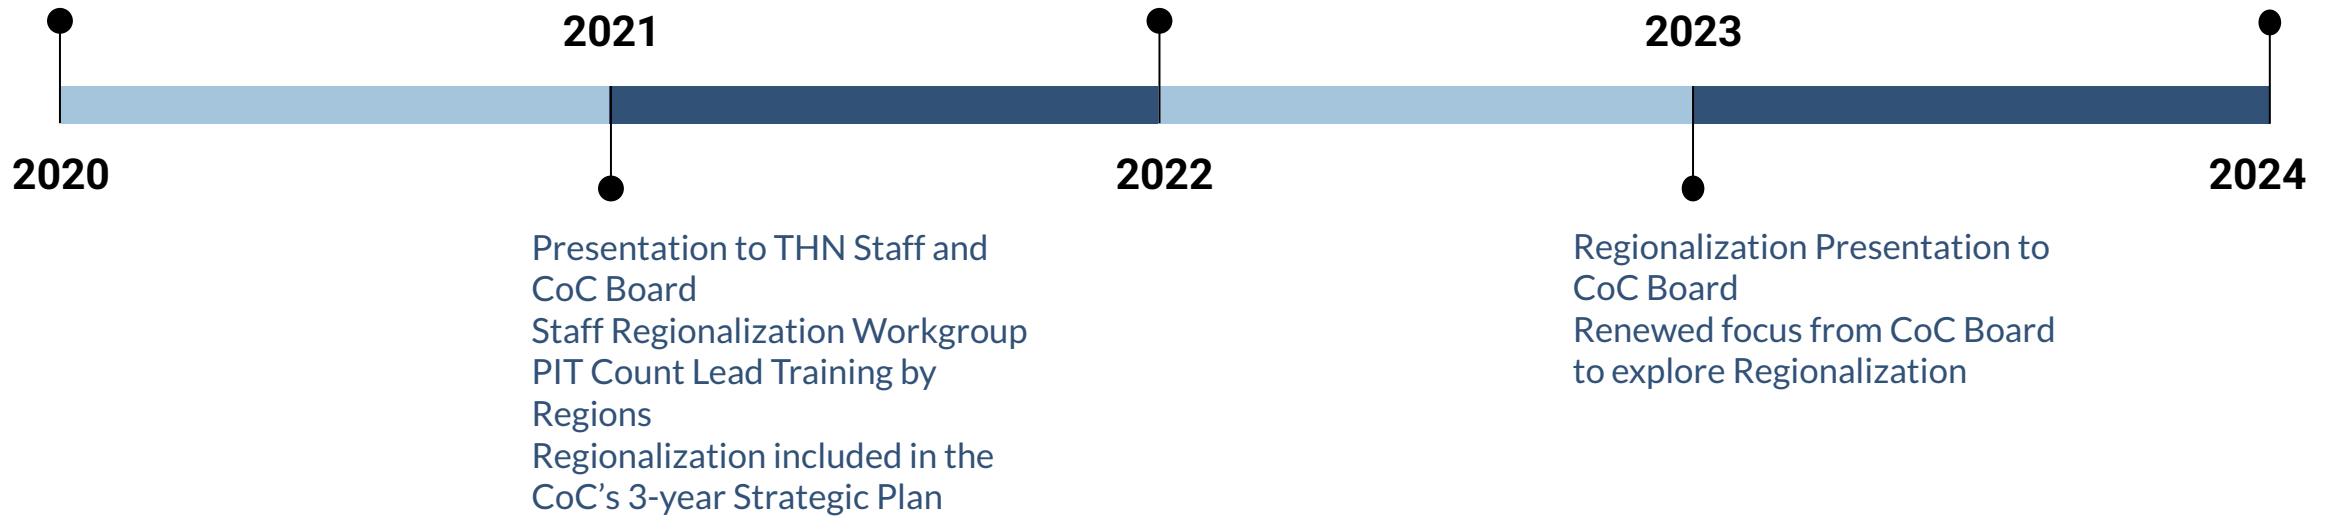 2021
2023
2020
2022
2024
Presentation to THN Staff and
CoC Board
Staff Regionalization Workgroup
PIT Count Lead Training by
Regions
Regionalization included in the
CoC’s 3-year Strategic Plan
Regionalization Presentation to
CoC Board
Renewed focus from CoC Board
to explore Regionalization